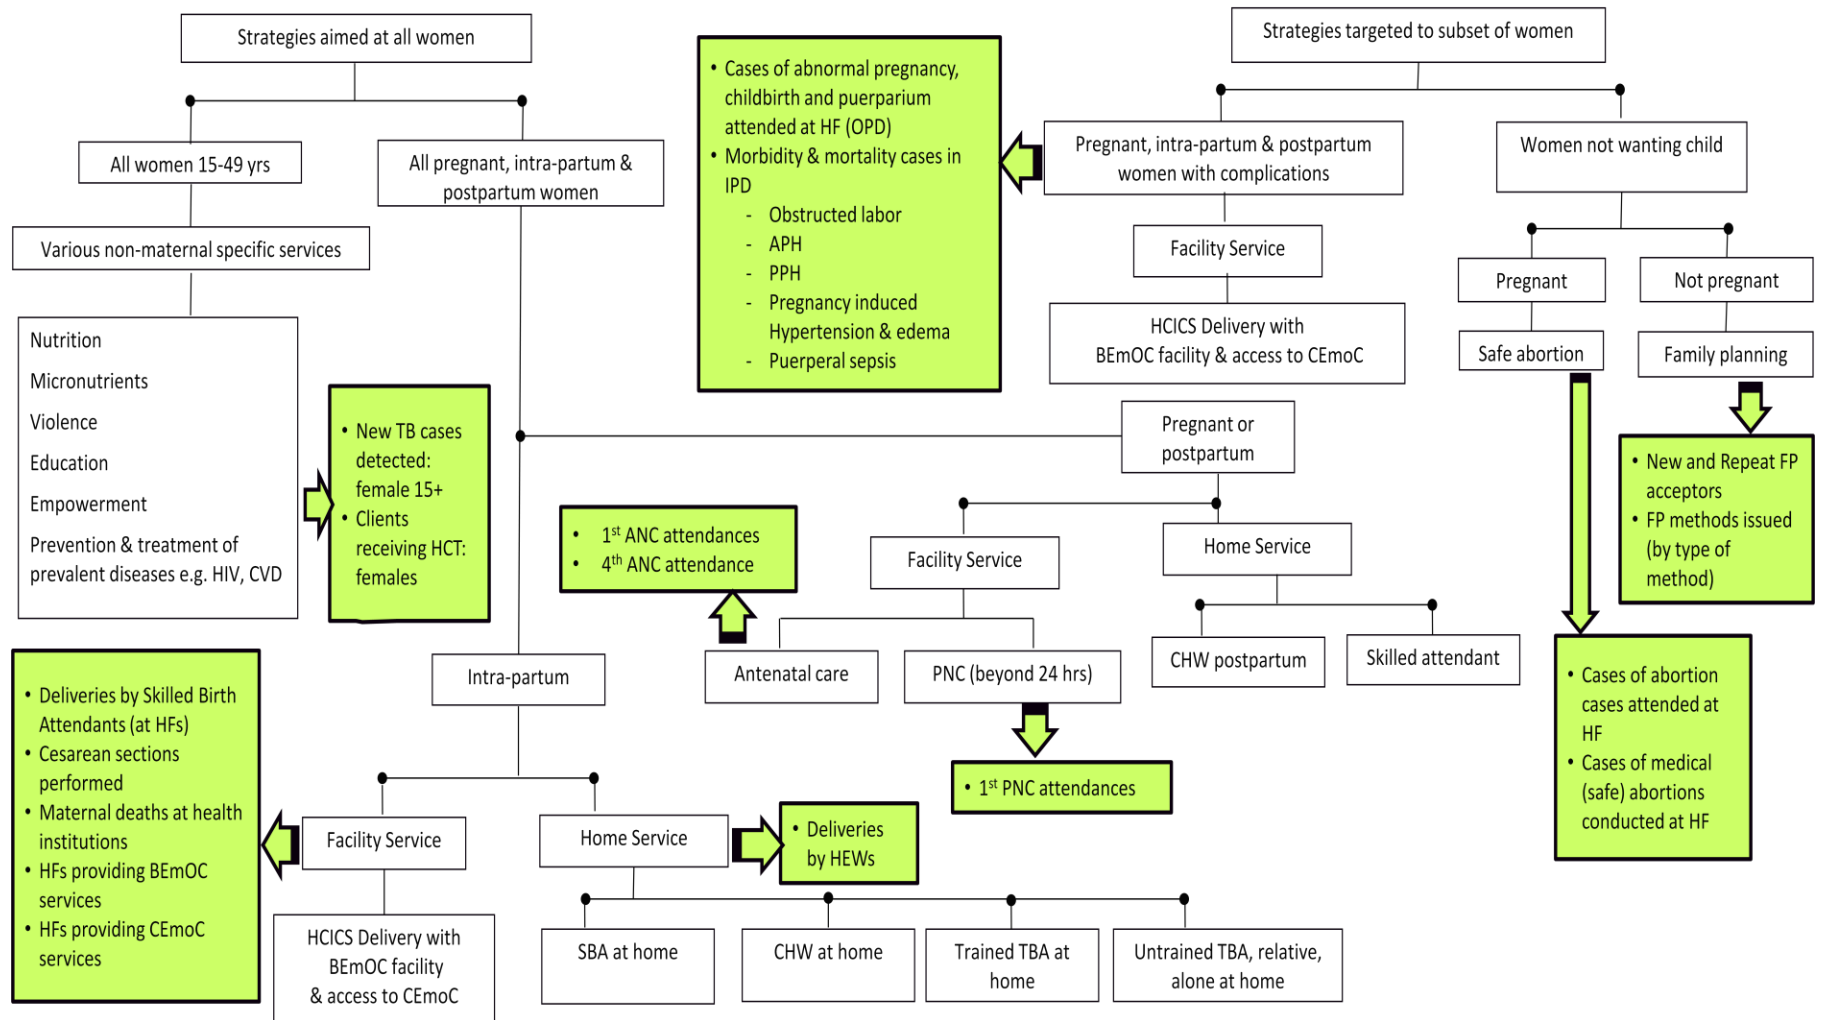 Strategies aimed at all women
Strategies targeted to subset of women
All women 15-49 yrs
All pregnant, intra-partum &
postpartum women
• Cases of abnormal pregnancy,
childbirth and puerparium
attended at HF (OPD)
• Morbidity & mortality cases in
IPD
- Obstructed labor
- APH
- PPH
- Pregnancy induced
Hypertension & edema
- Puerperal sepsis
Pregnant, intra-partum & postpartum
women with complications
Women not wanting child
Various non-maternal specific services
Facility Service
Pregnant
Not pregnant
HCICS Delivery with
BEmOC facility & access to CEmoC
Safe abortion
Family planning
Nutrition
Micronutrients
Violence
Education
Empowerment
Prevention & treatment of
prevalent diseases e.g. HIV, CVD
• New TB cases
detected:
female 15+
• Clients
receiving HCT:
females
Pregnant or
postpartum
• New and Repeat FP
acceptors
• FP methods issued
(by type of
method)
• 1st ANC attendances
• 4th ANC attendance
Facility Service
Home Service
Antenatal care
PNC (beyond 24 hrs)
CHW postpartum
Skilled attendant
• Cases of abortion
cases attended at
HF
• Cases of medical
(safe) abortions
conducted at HF
Intra-partum
• 1st PNC attendances
• Deliveries by Skilled Birth
Attendants (at HFs)
• Cesarean sections
performed
• Maternal deaths at health
institutions
• HFs providing BEmOC
services
• HFs providing CEmoC
services
Facility Service
Home Service
• Deliveries
by HEWs
HCICS Delivery with
BEmOC facility
& access to CEmoC
SBA at home
CHW at home
Trained TBA at
home
Untrained TBA, relative,
alone at home